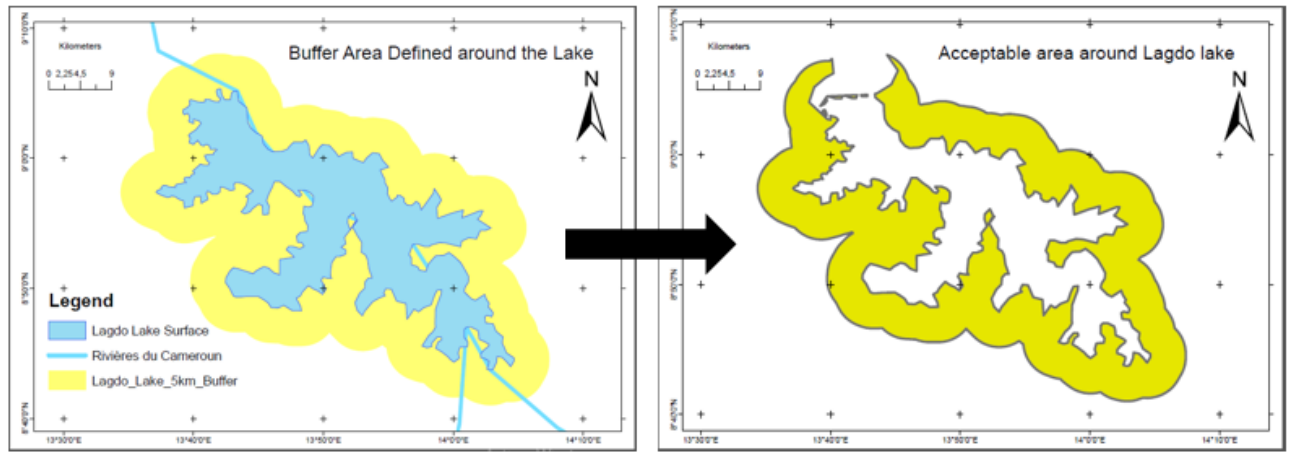 Buffer Area Defined around the Lake
Kilometers
0 2,254,5 9
N
9°10'0"N
9°0'0"N
8°50'0"N
8°40'0"N
Legend
Lagdo Lake Surface
Rivières du Cameroun
Lagdo_Lake_5km_Buffer
13°30'0"E 13°40'0"E 13°50'0"E 14°0'0"E 14°10'0"E
Acceptable area around Lagdo lake
Kilometers
0 2,254,5 9
N
9°10'0"N
9°0'0"N
8°50'0"N
8°40'0"N
13°30'0"E 13°40'0"E 13°50'0"E 14°0'0"E 14°10'0"E